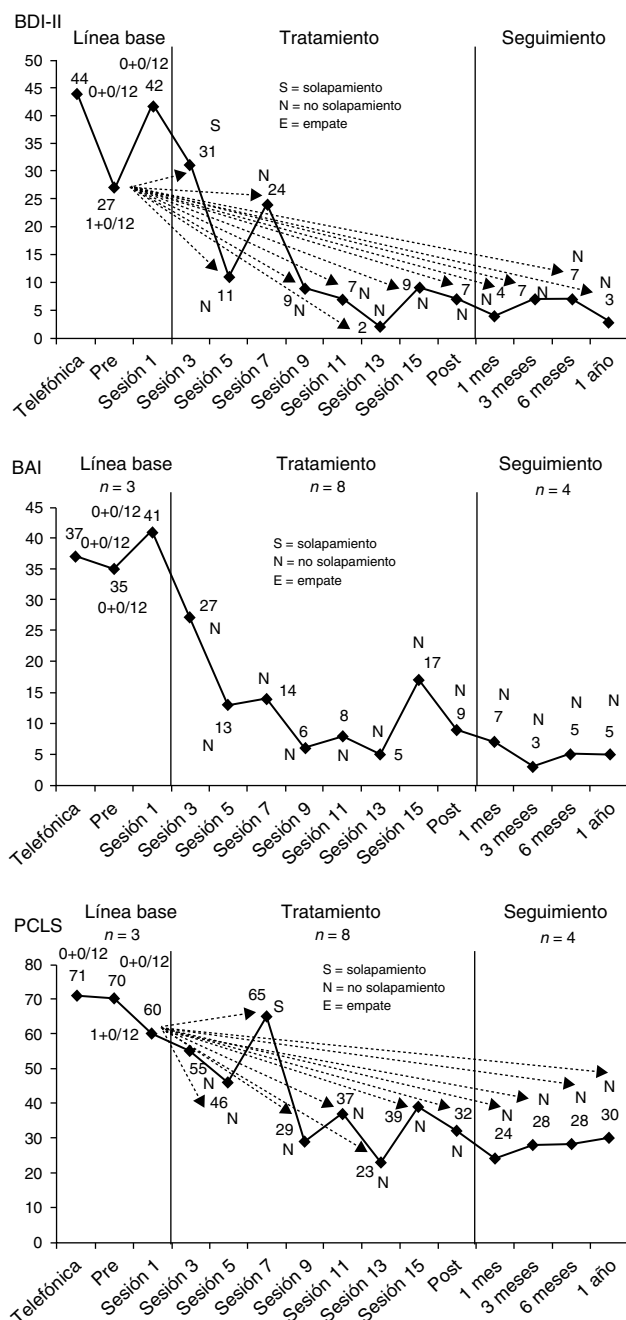 BDI-II
Línea base
Tratamiento
Seguimiento
0+0/12
44
0+0/12
42
50
45
40
35
30
25
20
15
10
5
0
S = solapamiento
N = no solapamiento
E = empate
S
31
N
24
27
1+0/12
11
N
9
N
7
N
2
N
9
N
7
N
N
4
7
N
N
7
N
3
Telefónica
Pre
Sesión 1
Sesión 3
Sesión 5
Sesión 7
Sesión 9
Sesión 11
Sesión 13
Sesión 15
Post
1 mes
3 meses
6 meses
1 año
BAI
Línea base
n = 3
Tratamiento
n = 8
Seguimiento
n = 4
45
40
35
30
25
20
15
10
5
0
0+0/12
41
37
0+0/12
35
0+0/12
S = solapamiento
N = no solapamiento
E = empate
27
N
13
N
N
14
6
N
8
N
N
5
N
17
N
9
N
7
N
3
N
5
N
5
Telefónica
Pre
Sesión 1
Sesión 3
Sesión 5
Sesión 7
Sesión 9
Sesión 11
Sesión 13
Sesión 15
Post
1 mes
3 meses
6 meses
1 año
PCLS
Línea base
n = 3
Tratamiento
n = 8
Seguimiento
n = 4
80
70
60
50
40
30
20
10
0
0+0/12
71
0+0/12
70
60
1+0/12
S = solapamiento
N = no solapamiento
E = empate
65
S
55
N
46
N
29
N
37
N
23
N
39
N
32
N
N
24
N
28
N
28
N
30
Telefónica
Pre
Sesión 1
Sesión 3
Sesión 5
Sesión 7
Sesión 9
Sesión 11
Sesión 13
Sesión 15
Post
1 mes
3 meses
6 meses
1 año